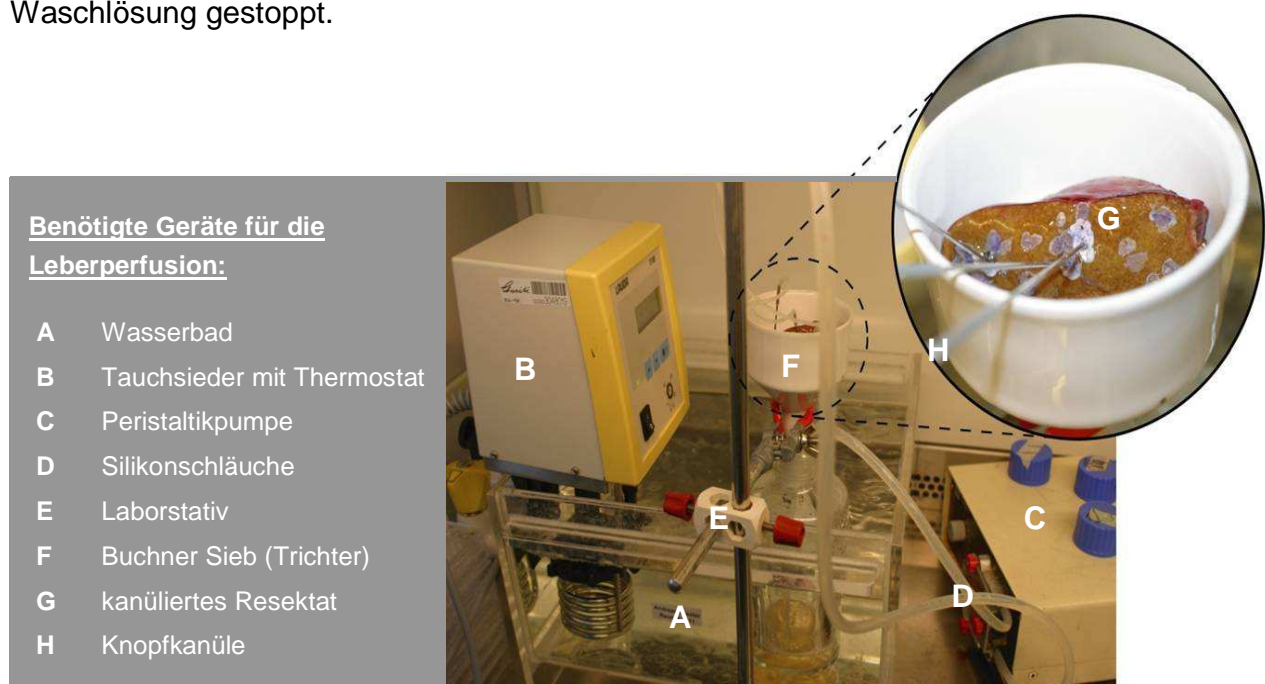 Waschlösung gestoppt.
Benötigte Geräte für die
Leberperfusion:
A Wasserbad
B Tauchsieder mit Thermostat
C Peristaltikpumpe
D Silikonschläuche
E Laborstativ
F Buchner Sieb (Trichter)
G kanüliertes Resektat
H Knopfkanüle
G
H
B
F
C
E
D
A